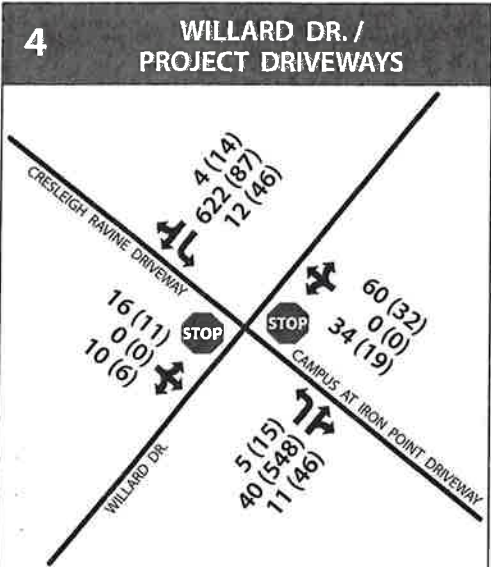 4
WILLARD DR. /
PROJECT DRIVEWAYS
4 (14)
622 (87)
12 (46)
CRESLEIGH RAVINE DRIVEWAY
16 (11)
0 (0)
10 (6)
STOP
STOP
60 (32)
0 (0)
34 (19)
CAMPUS AT IRON POINT DRIVEWAY
5 (15)
40 (548)
11 (46)
WILLARD DR.